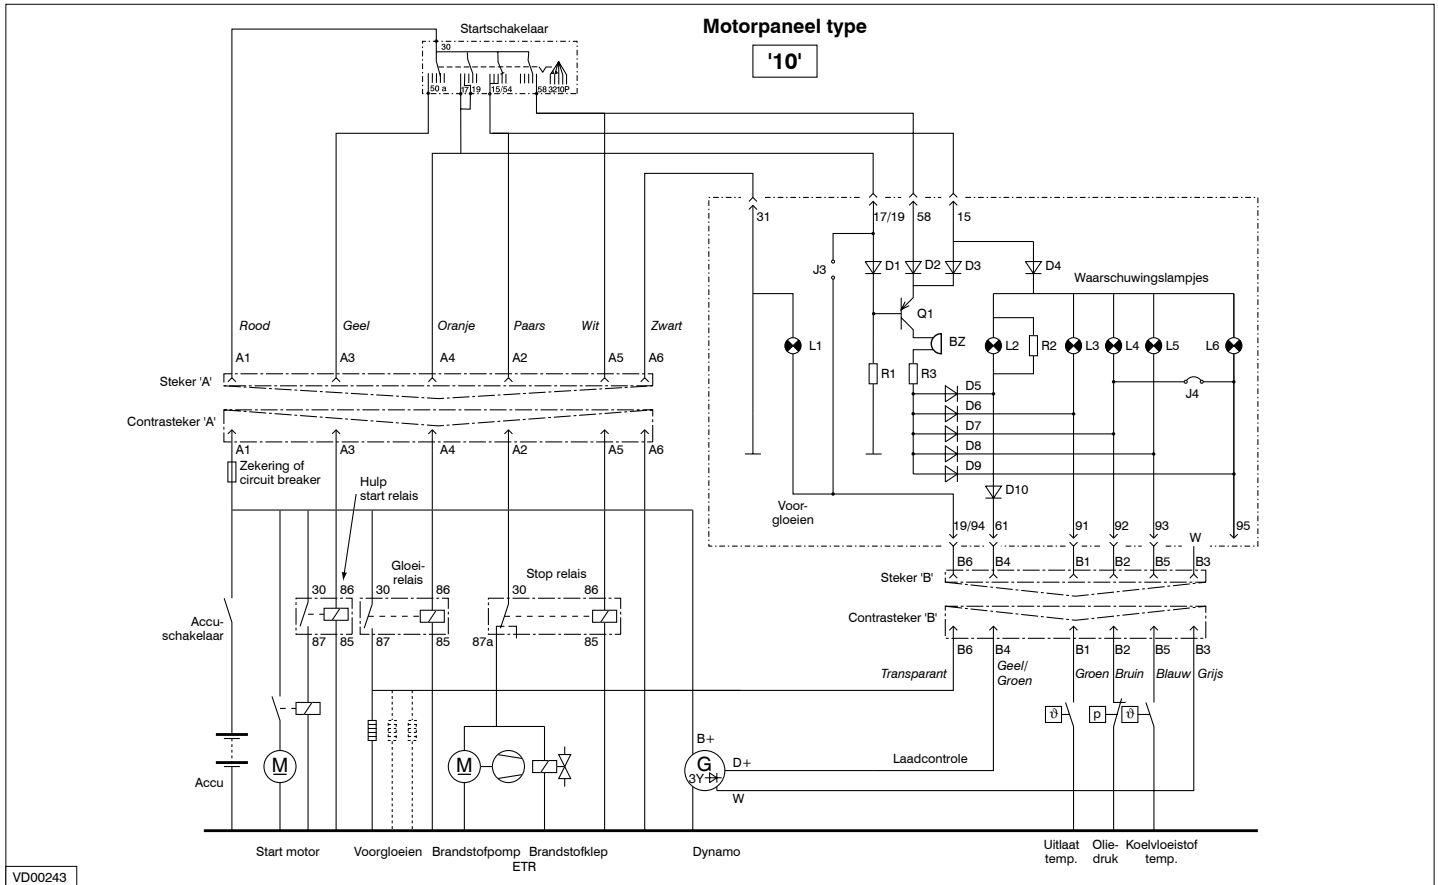 Motorpaneel type
'10'
Startschakelaar
30
50 a 17 19 15/54 58 3210P
31 17/19 58 15
J3 D1 D2 D3 D4
Waarschuwingslampjes
Q1
BZ
L1 L2 R2 L3 L4 L5 L6
R1 R3
J4
D5
D6
D7
D8
D9
D10
Voor-
gloeien
19/94 61 91 92 93 95
W
Rood Geel Oranje Paars Wit Zwart
A1 A3 A4 A2 A5 A6
Steker 'A'
Contrasteker 'A'
A1 A3 A4 A2 A5 A6
Zekering of
circuit breaker
Hulp
start relais
B6 B4 B1 B2 B5 B3
Steker 'B'
Contrasteker 'B'
B6 B4 B1 B2 B5 B3
Transparant
Geel/
Groen
Groen Bruin Blauw Grijs
Gloei-
relais
Stop relais
30 86 30 86 30 86
87 85 87 85 87a 85
Accu-
schakelaar
ϑ p ϑ
B+
D+
Laadcontrole
G
3Y
W
M M
Accu
Start motor
Voorgloeien
Brandstofpomp
Brandstofklep
ETR
Dynamo
Uitlaat
temp.
Olie-
druk
Koelvloeistof
temp.
VD00243